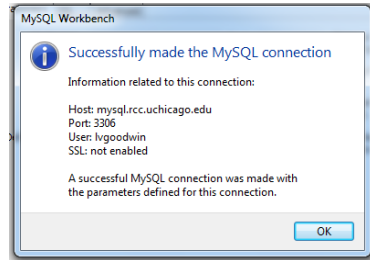 MySQL Workbench
Successfully made the MySQL connection
Information related to this connection:
Host: mysql.rcc.uchicago.edu
Port: 3306
User: lvgoodwin
SSL: not enabled
A successful MySQL connection was made with
the parameters defined for this connection.
OK